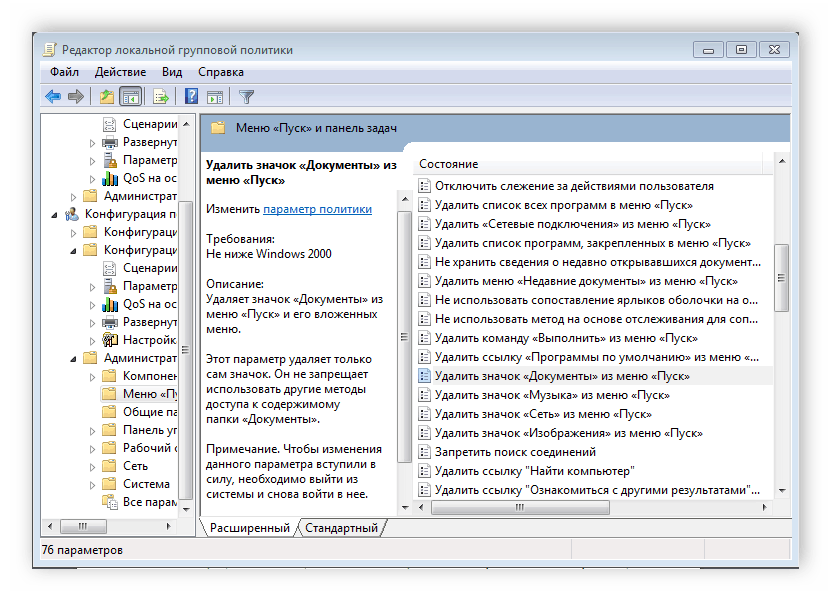 Редактор локальной групповой политики
Файл Действие Вид Справка
Сценарии
Развернут
Параметр
QoS на ос
Администрат
Конфигурация п
Конфигураци
Конфигураци
Сценарии
Параметр
QoS на ос
Развернут
Настройк
Администрат
Компонен
Меню «Пу
Общие па
Панель уп
Рабочий с
Сеть
Система
Все парам
Меню «Пуск» и панель задач
Удалить значок «Документы» из
меню «Пуск»
Изменить параметр политики
Требования:
Не ниже Windows 2000
Описание:
Удаляет значок «Документы» из
меню «Пуск» и его вложенных
меню.
Этот параметр удаляет только
сам значок. Он не запрещает
использовать другие методы
доступа к содержимому
папки «Документы».
Примечание. Чтобы изменения
данного параметра вступили в
силу, необходимо выйти из
системы и снова войти в нее.
Состояние
Отключить слежение за действиями пользователя
Удалить список всех программ в меню «Пуск»
Удалить «Сетевые подключения» из меню «Пуск»
Удалить список программ, закрепленных в меню «Пуск»
Не хранить сведения о недавно открывавшихся документ...
Удалить меню «Недавние документы» из меню «Пуск»
Не использовать сопоставление ярлыков оболочки на о...
Не использовать метод на основе отслеживания для соп...
Удалить команду «Выполнить» из меню «Пуск»
Удалить ссылку «Программы по умолчанию» из меню «...
Удалить значок «Документы» из меню «Пуск»
Удалить значок «Музыка» из меню «Пуск»
Удалить значок «Сеть» из меню «Пуск»
Удалить значок «Изображения» из меню «Пуск»
Запретить поиск соединений
Удалить ссылку "Найти компьютер"
Удалить ссылку "Ознакомиться с другими результатами"...
Расширенный Стандартный
76 параметров